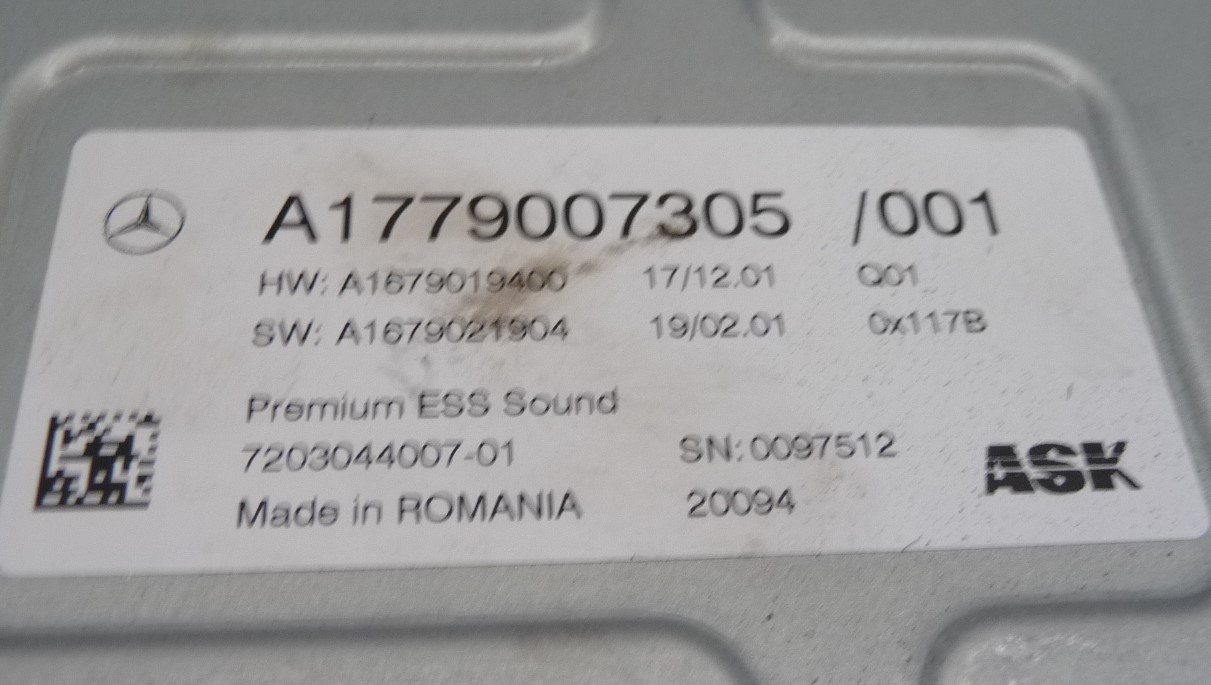 A1779007305 /001
HW: A1679019400 17/12.01 Q01
SW: A1679021904 19/02.01 0x117B
Premium ESS Sound
7203044007-01 SN:0097512
Made in ROMANIA 20094
ASK